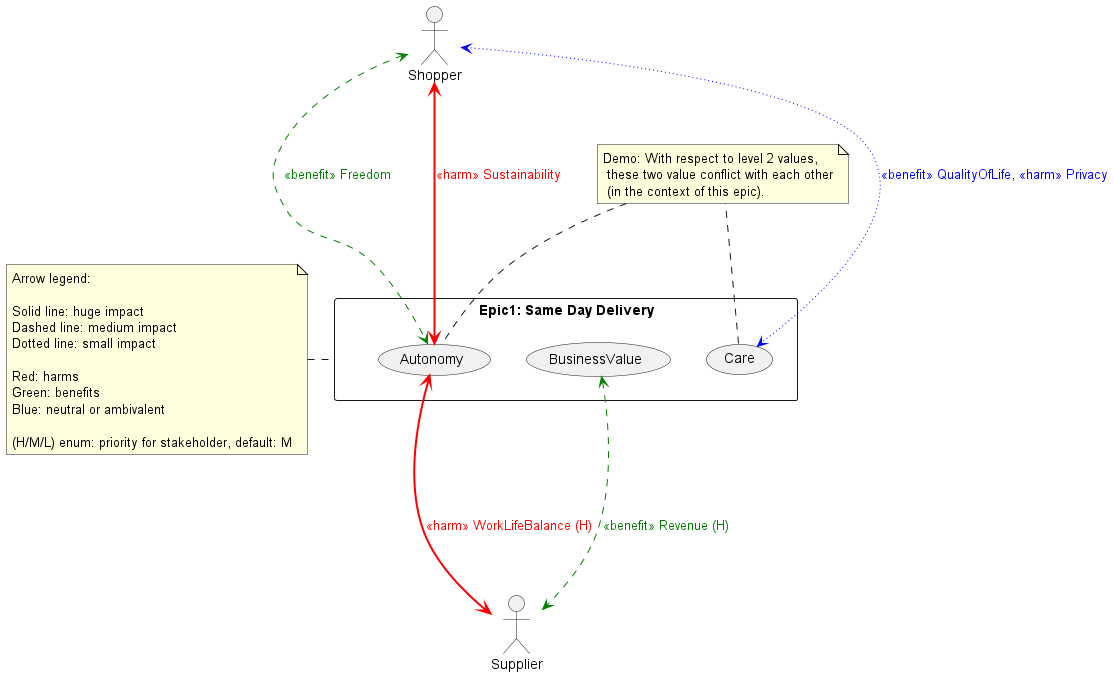 Shopper
Demo: With respect to level 2 values,
these two value conflict with each other
(in the context of this epic).
«benefit» Freedom
«harm» Sustainability
«benefit» QualityOfLife, «harm» Privacy
Arrow legend:
Solid line: huge impact
Dashed line: medium impact
Dotted line: small impact
Red: harms
Green: benefits
Blue: neutral or ambivalent
(H/M/L) enum: priority for stakeholder, default: M
Epic1: Same Day Delivery
Autonomy
BusinessValue
Care
«harm» WorkLifeBalance (H)
«benefit» Revenue (H)
Supplier